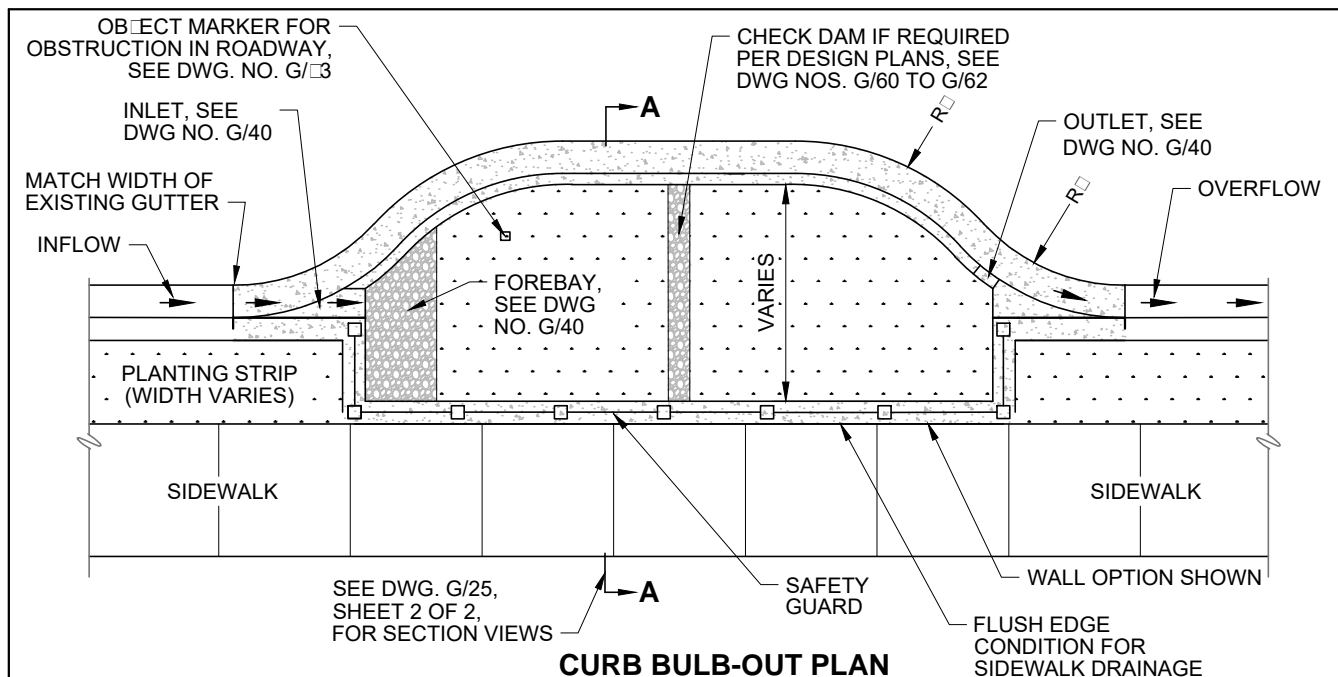 OB□ECT MARKER FOR
OBSTRUCTION IN ROADWAY,
SEE DWG. NO. G/□3
CHECK DAM IF REQUIRED
PER DESIGN PLANS, SEE
DWG NOS. G/60 TO G/62
A
R□
INLET, SEE
DWG NO. G/40
OUTLET, SEE
DWG NO. G/40
MATCH WIDTH OF
EXISTING GUTTER
R□
OVERFLOW
INFLOW
FOREBAY,
SEE DWG
NO. G/40
VARIES
PLANTING STRIP
(WIDTH VARIES)
SIDEWALK
SIDEWALK
SEE DWG. G/25,
SHEET 2 OF 2,
FOR SECTION VIEWS
A
SAFETY
GUARD
WALL OPTION SHOWN
FLUSH EDGE
CONDITION FOR
SIDEWALK DRAINAGE
CURB BULB-OUT PLAN